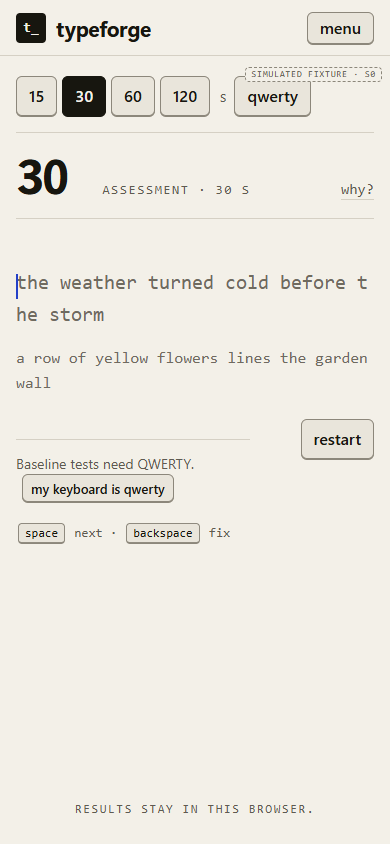 t_ typeforge menu
SIMULATED FIXTURE · S0
15 30 60 120 s qwerty
30 ASSESSMENT · 30 S why?
the weather turned cold before t
he storm
a row of yellow flowers lines the garden
wall
restart
Baseline tests need QWERTY.
my keyboard is qwerty
space next · backspace fix
RESULTS STAY IN THIS BROWSER.